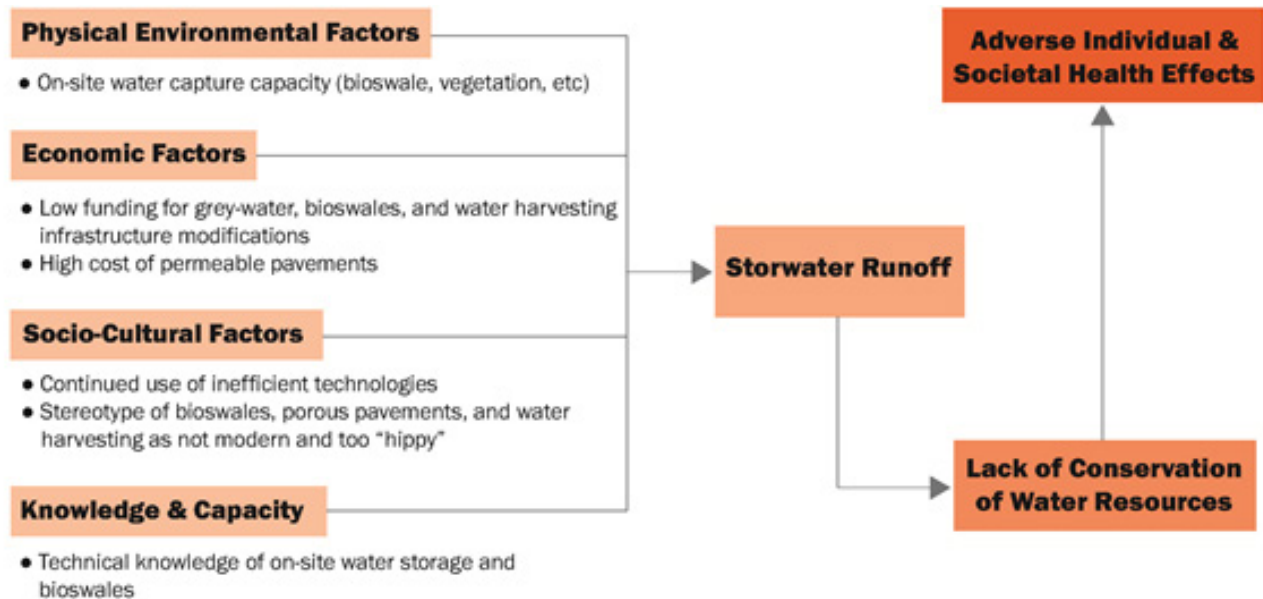 Physical Environmental Factors
● On-site water capture capacity (bioswale, vegetation, etc)
Economic Factors
● Low funding for grey-water, bioswales, and water harvesting
infrastructure modifications
● High cost of permeable pavements
Socio-Cultural Factors
● Continued use of inefficient technologies
● Stereotype of bioswales, porous pavements, and water
harvesting as not modern and too “hippy”
Knowledge & Capacity
● Technical knowledge of on-site water storage and
bioswales
Storwater Runoff
Lack of Conservation
of Water Resources
Adverse Individual &
Societal Health Effects